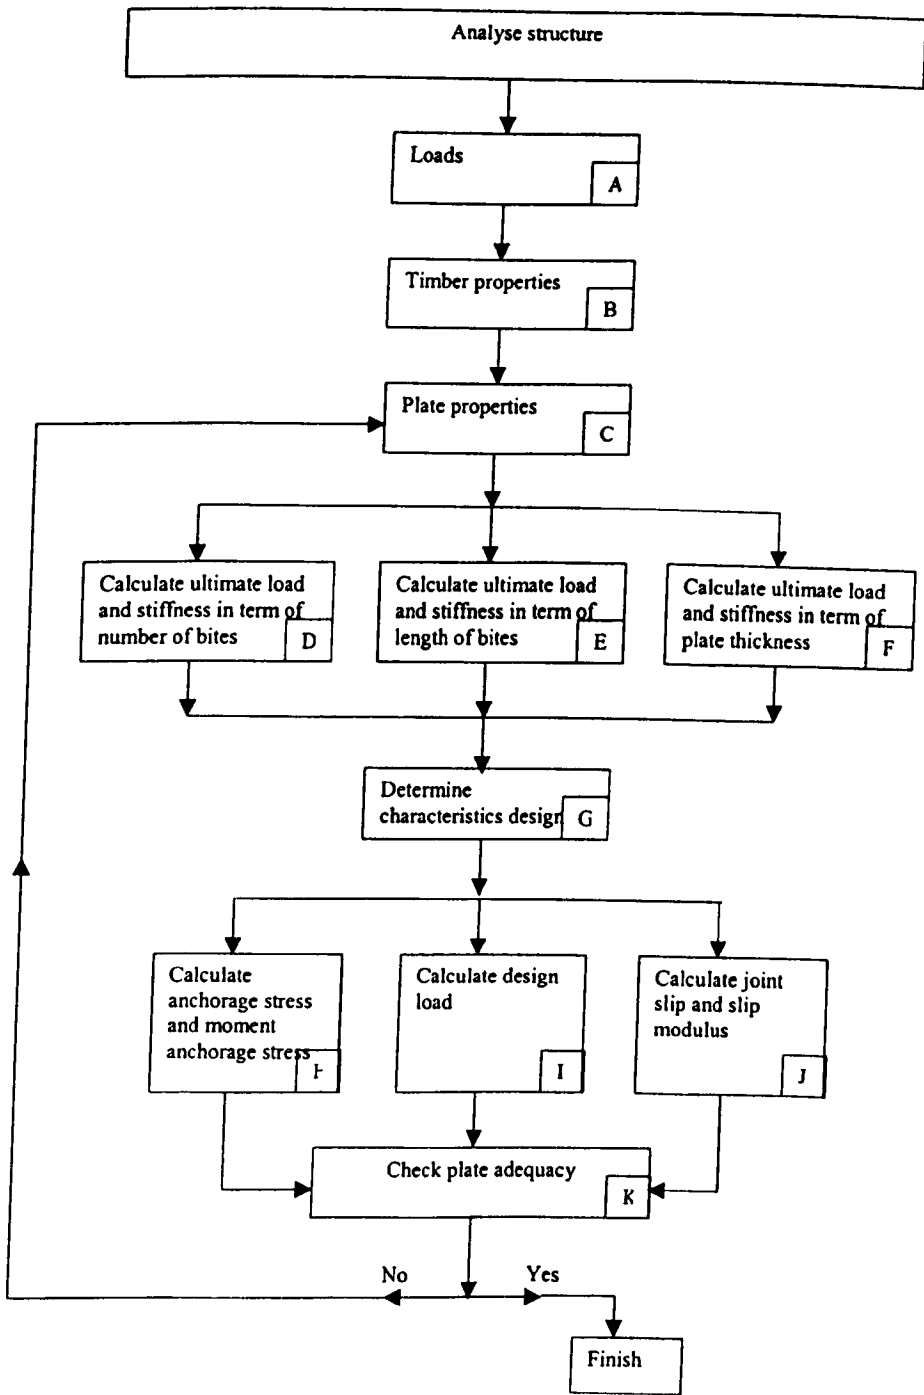 Analyse structure
Loads
A
Timber properties
B
Plate properties
C
Calculate ultimate load
and stiffness in term of
number of bites
D
Calculate ultimate load
and stiffness in term of
length of bites
E
Calculate ultimate load
and stiffness in term of
plate thickness
F
Determine
characteristics design
G
Calculate
anchorage stress
and moment
anchorage stress
Calculate design
load
I
Calculate joint
slip and slip
modulus
J
Check plate adequacy
K
No
Yes
Finish